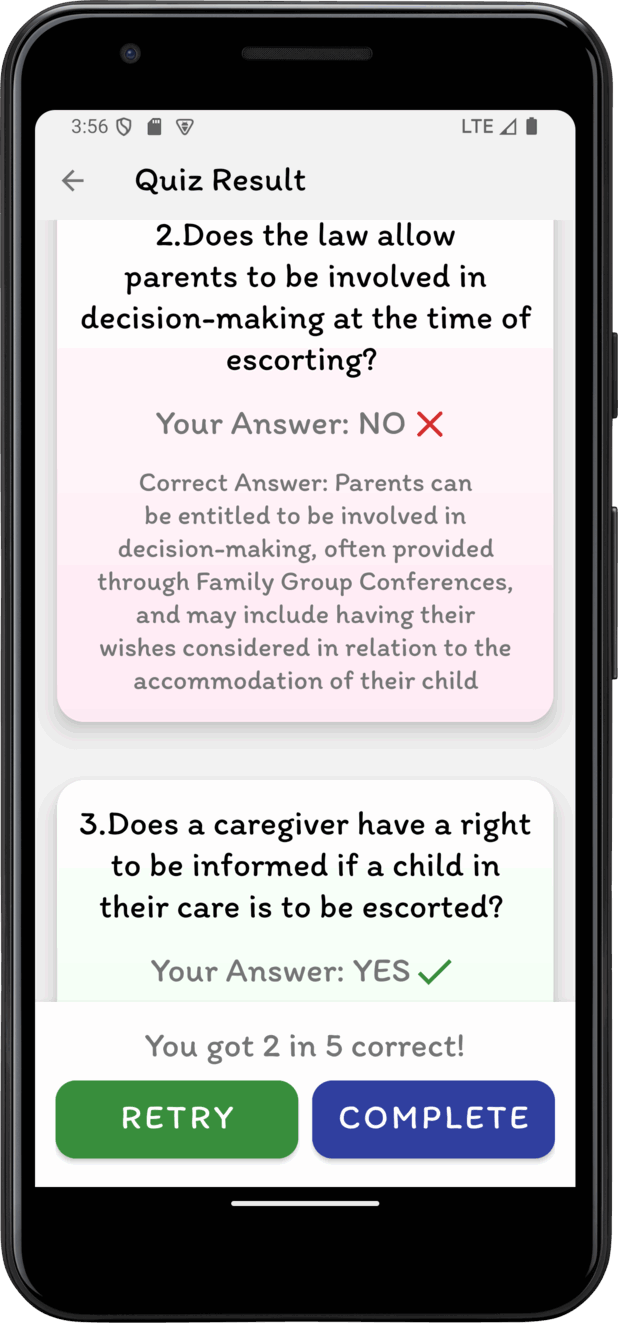 3:56
LTE
Quiz Result
2.Does the law allow
parents to be involved in
decision-making at the time of
escorting?
Your Answer: NO
Correct Answer: Parents can
be entitled to be involved in
decision-making, often provided
through Family Group Conferences,
and may include having their
wishes considered in relation to the
accommodation of their child
3.Does a caregiver have a right
to be informed if a child in
their care is to be escorted?
Your Answer: YES
You got 2 in 5 correct!
RETRY
COMPLETE